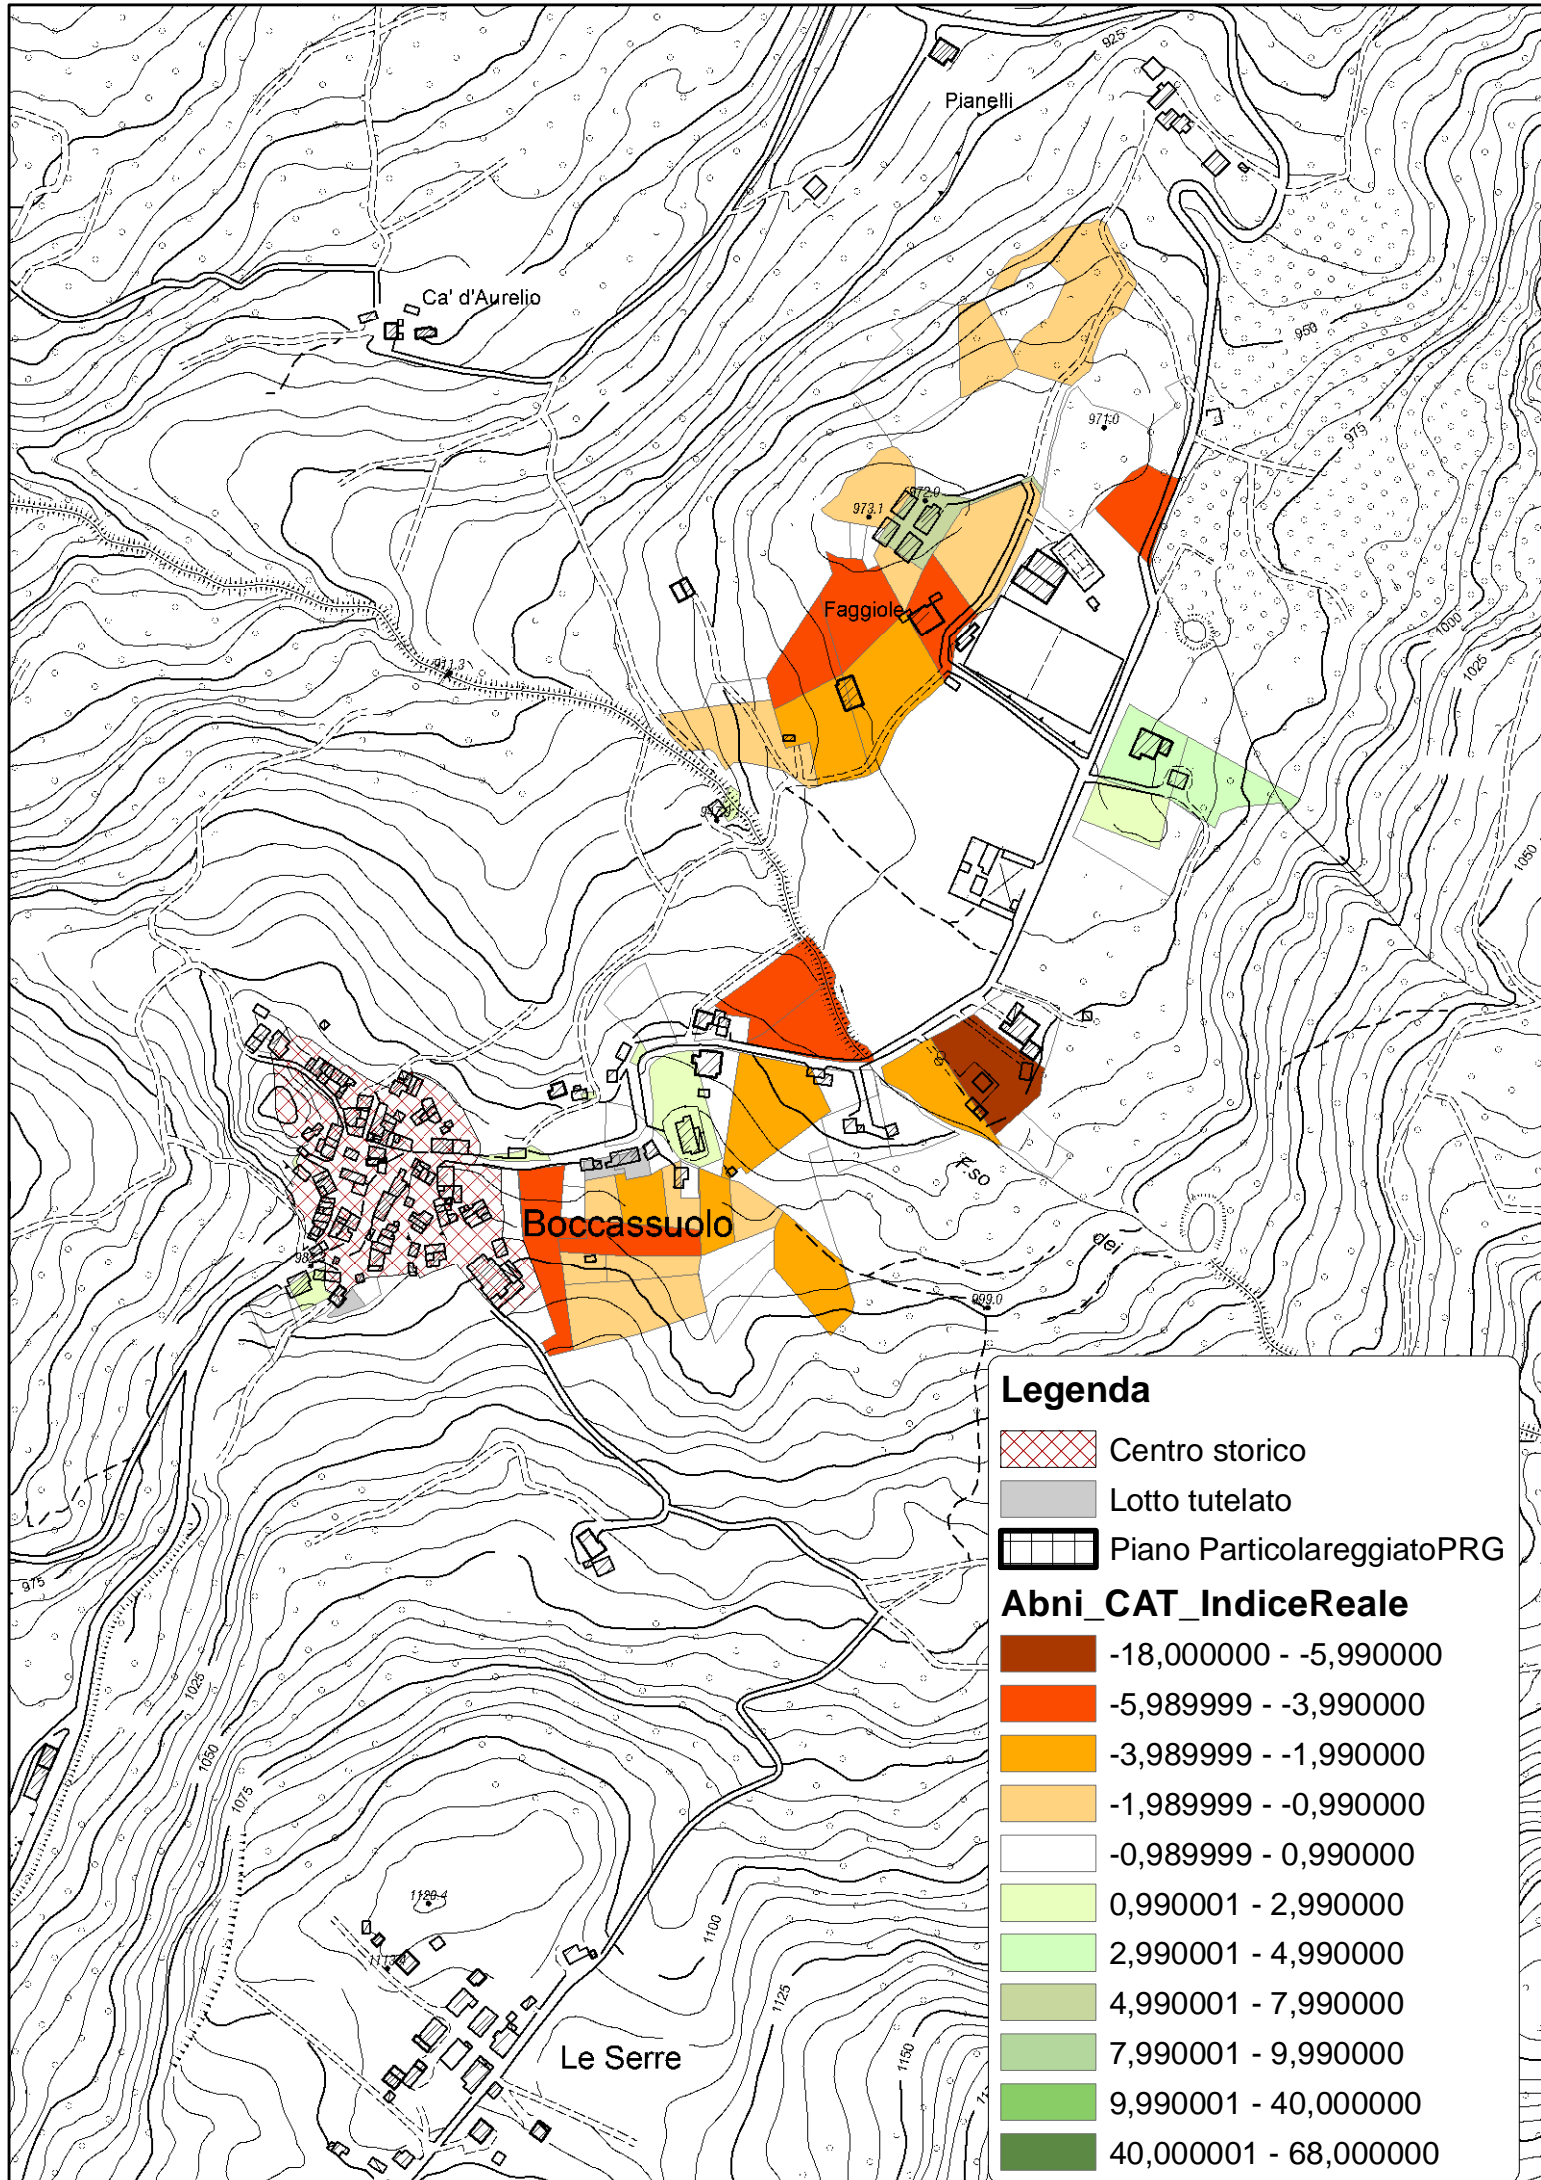 925
Pianelli
Ca' d'Aurelio
950
971.0
975
972.0
973.1
Faggiole
1000
911.3
1025
1050
F.so
Boccassuolo
dei
999.0
Legenda
Centro storico
Lotto tutelato
Piano ParticolareggiatoPRG
975
Abni_CAT_IndiceReale
-18,000000 - -5,990000
-5,989999 - -3,990000
1025
-3,989999 - -1,990000
1050
-1,989999 - -0,990000
1075
-0,989999 - 0,990000
1120.4
0,990001 - 2,990000
1100
2,990001 - 4,990000
1125
4,990001 - 7,990000
1150
Le Serre
7,990001 - 9,990000
9,990001 - 40,000000
40,000001 - 68,000000